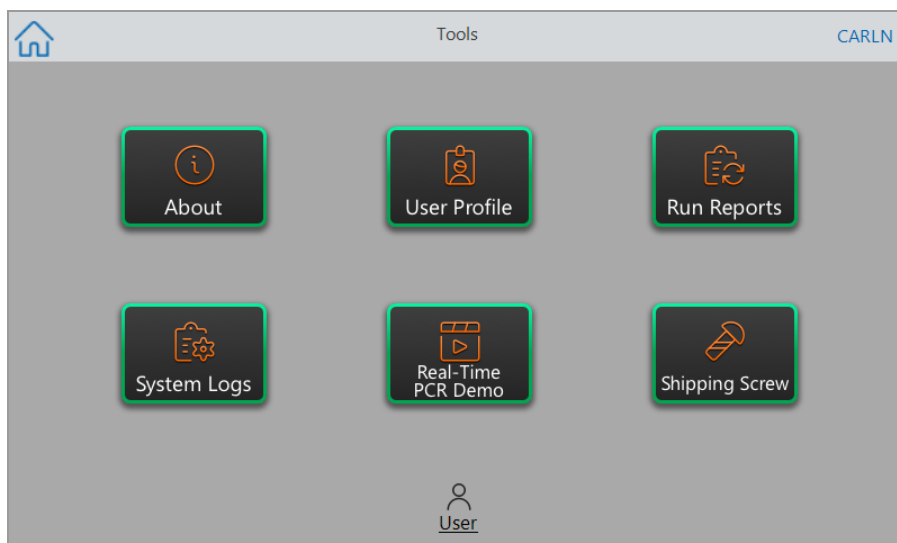 Tools
CARLN
About
User Profile
Run Reports
System Logs
Real-Time
PCR Demo
Shipping Screw
User